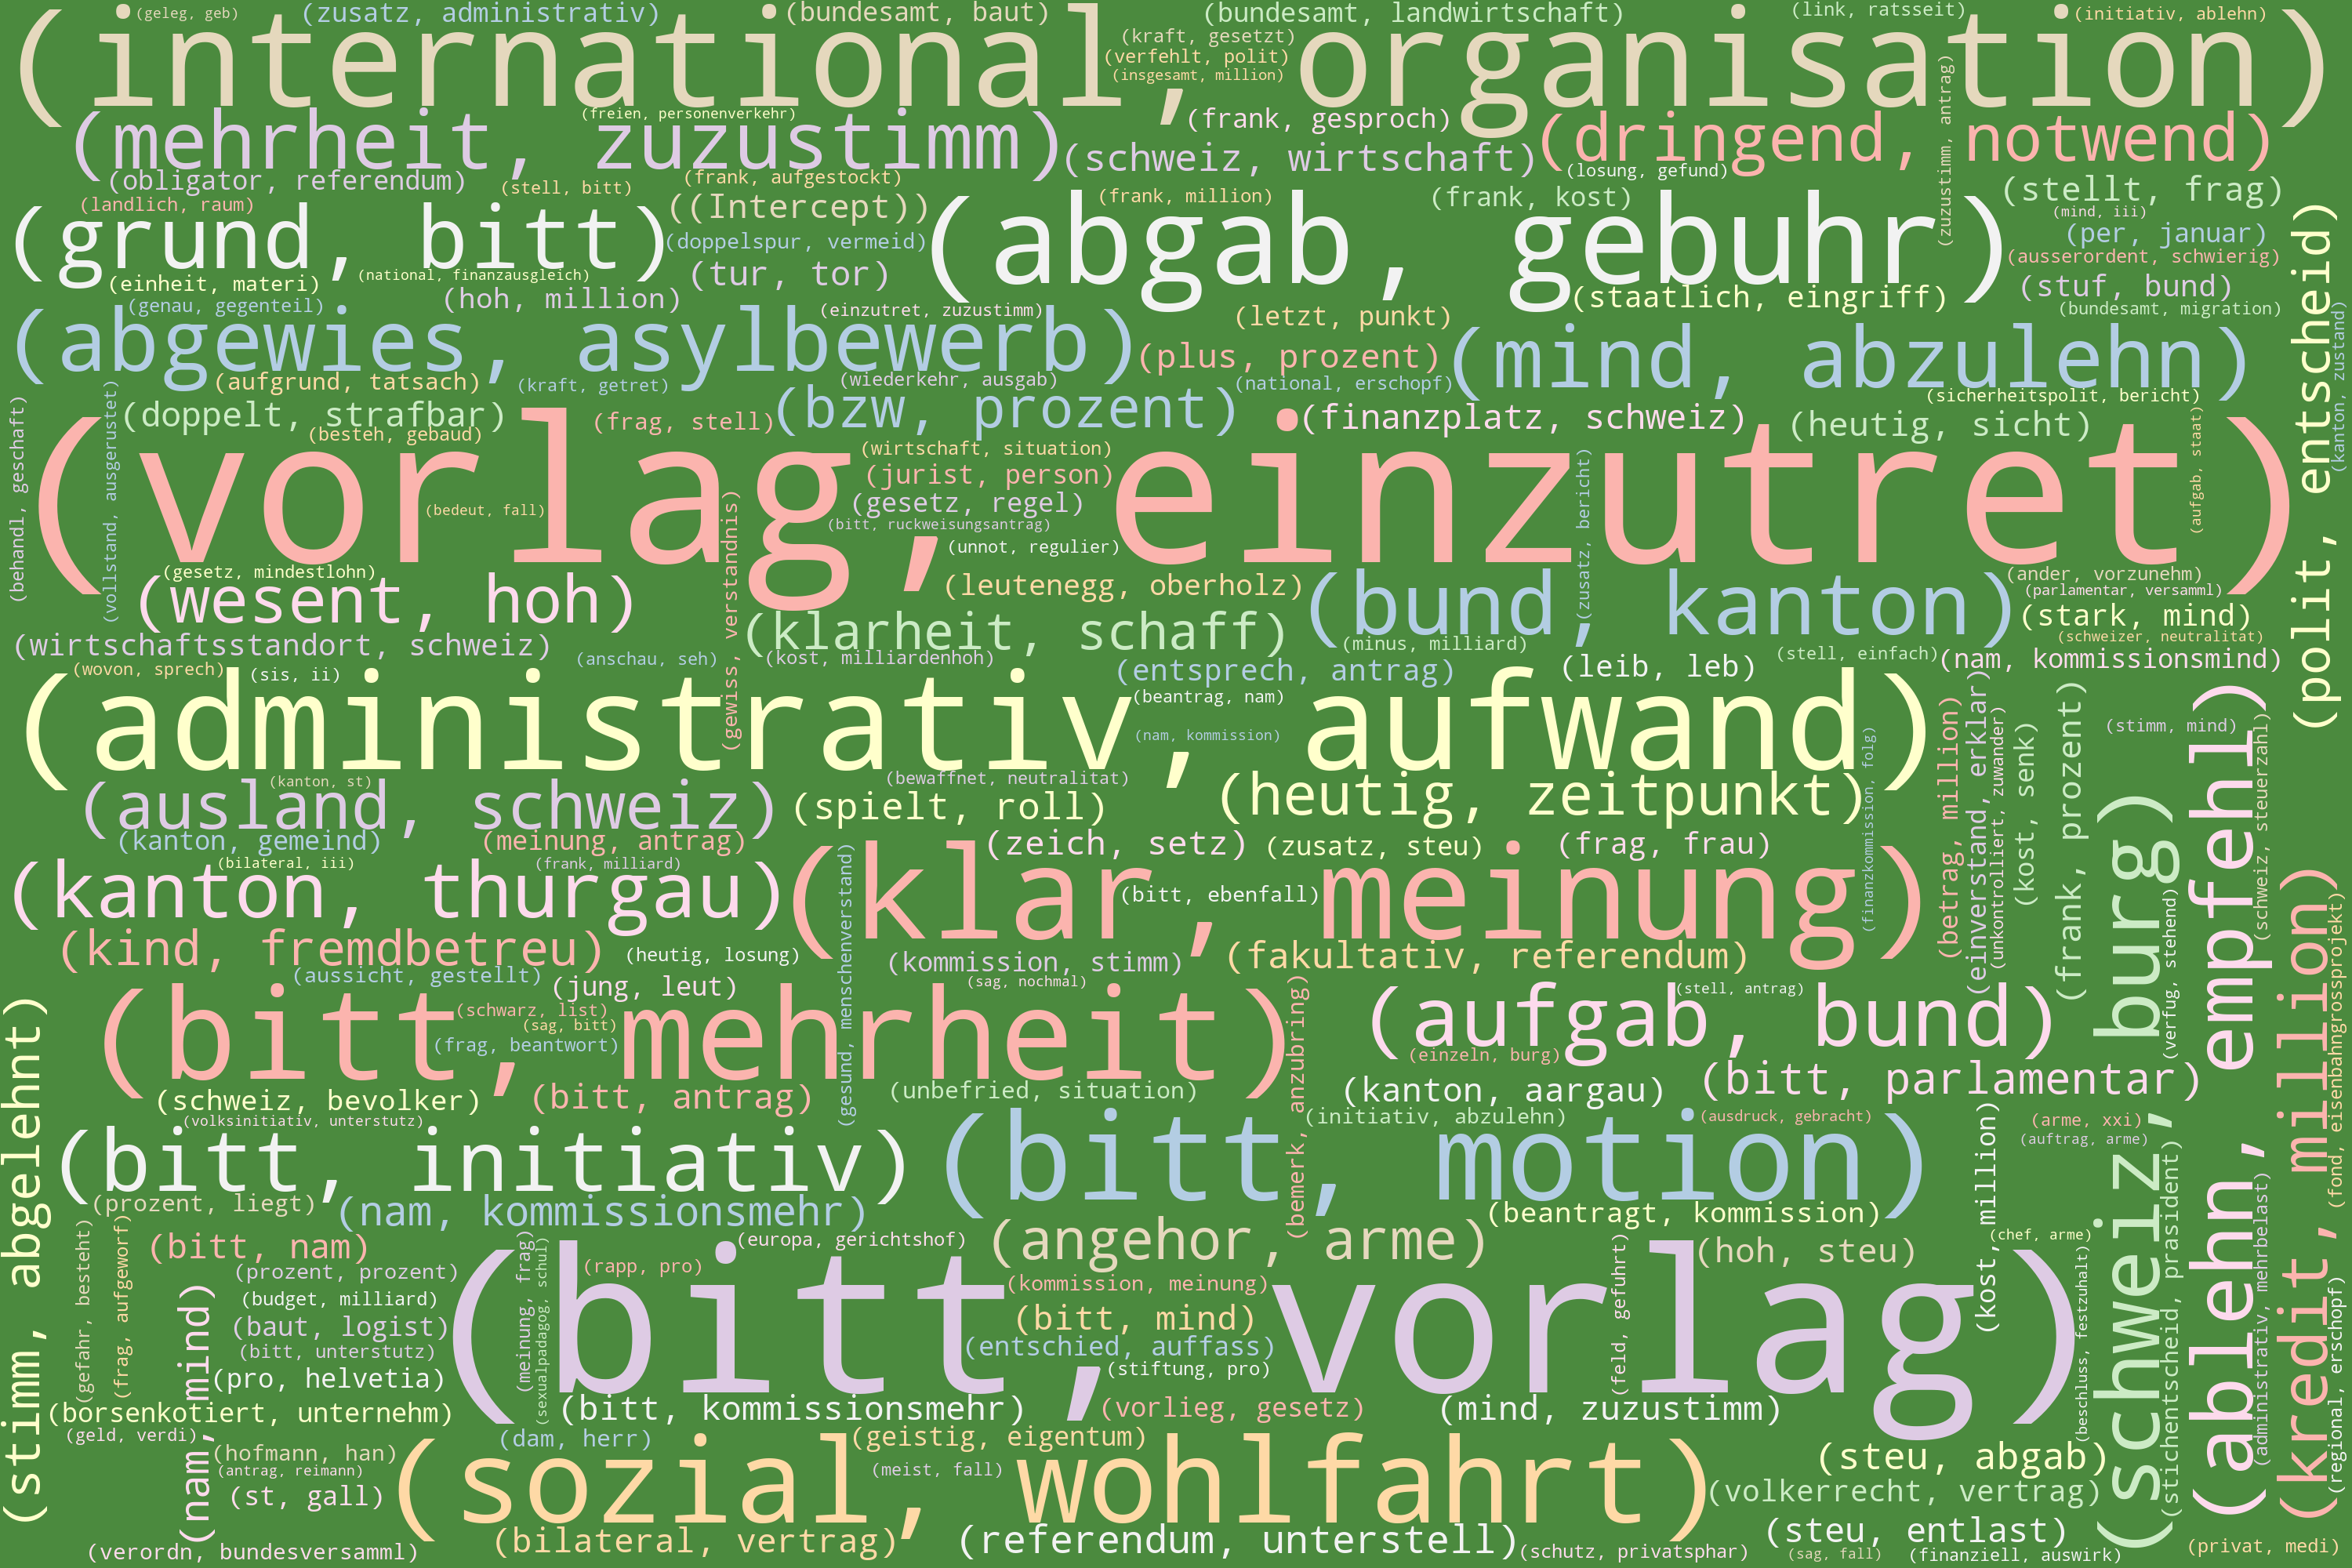 (geleg, geb)
(zusatz, administrativ)
(bundesamt, baut)
(bundesamt, landwirtschaft)
(link, ratsseit)
(initiativ, ablehn)
(international, organisation)
(kraft, gesetzt)
(verfehlt, polit)
(insgesamt, million)
(zustimm, antrag)
(freien, personenverkehr)
(frank, gesproch)
(mehrheit, zuzustimm)
(schweiz, wirtschaft)
(dringend, notwend)
(losung, gefund)
(obligator, referendum)
(stell, bitt)
(frank, aufgestockt)
(frank, million)
(frank, kost)
(stellt, frag)
(landlich, raum)
((Intercept))
(mind, iii)
(grund, bitt)
(abgab, gebuhr)
(doppelspur, vermeid)
(per, januar)
(ausserordent, schwierig)
(einheit, materi)
(national, finanzausgleich)
(tur, tor)
(stuf, bund)
(genau, gegenteil)
(hoh, million)
(einzutret, zuzustimm)
(staatlich, eingriff)
(bundesamt, migration)
(polit, entscheid)
(kanton, zustand)
(abgewies, asylbewerb)
(letzt, punkt)
(plus, prozent)
(mind, abzulehn)
(aufgrund, tatsach)
(kraft, getret)
(wiederkehr, ausgab)
(national, erschopf)
(sicherheitspolit, bericht)
(behandl, geschaft)
(vollstand, ausgerustet)
(doppelt, strafbar)
(frag, stell)
(bzw, prozent)
(finanzplatz, schweiz)
(heutig, sicht)
(aufgab, staat)
(besteh, gebaud)
(wirtschaft, situation)
(jurist, person)
(zusatz, bericht)
(vorlag, einzutret)
(gesetz, regel)
(bedeut, fall)
(bitt, ruckweisungsantrag)
(unnot, regulier)
(gewiss, verstandnis)
(gesetz, mindestlohn)
(leutenegg, oberholz)
(ander, vorzunehm)
(parlamentar, versamml)
(wesent, hoh)
(bund, kanton)
(stark, mind)
(wirtschaftsstandort, schweiz)
(klarheit, schaff)
(minus, milliard)
(schweizer, neutralitat)
(wovon, sprech)
(sis, ii)
(anschau, seh)
(kost, milliardenhoh)
(entsprech, antrag)
(leib, leb)
(stell, einfach)
(nam, kommissionsmind)
(administrativ, aufwand)
(beantrag, nam)
(nam, kommission)
(stimm, mind)
(betrag, million)
(einverstand, erklar)
(unkontrolliert, zuwander)
(kost, senk)
(frank, prozent)
(schweiz, steuerzahl)
(kanton, st)
(bewaffnet, neutralitat)
(ausland, schweiz)
(spielt, roll)
(heutig, zeitpunkt)
(finanzkommission, folg)
(kanton, gemeind)
(meinung, antrag)
(zeich, setz)
(zusatz, steu)
(frag, frau)
(bilateral, iii)
(frank, milliard)
(gesund, menschenverstand)
(kanton, thurgau)
(klar, meinung)
(bitt, ebenfall)
(verfug, stehend)
(kind, fremdbetreu)
(heutig, losung)
(kommission, stimm)
(fakultativ, referendum)
(aussicht, gestellt)
(jung, leut)
(sag, nochmal)
(stell, antrag)
(bemerk, anzubring)
(bitt, mehrheit)
(schwarz, list)
(sag, bitt)
(frag, beantwort)
(aufgab, bund)
(einzeln, burg)
(stimm, abgelehnt)
(schweiz, burg)
(ablehn, empfehl)
(kredit, million)
(fond, eisenbahngrossprojekt)
(schweiz, bevolker)
(bitt, antrag)
(unbefried, situation)
(kanton, aargau)
(bitt, parlamentar)
(volksinitiativ, unterstutz)
(initiativ, abzulehn)
(ausdruck, gebracht)
(arme, xxi)
(auftrag, arme)
(kost, million)
(bitt, initiativ)
(bitt, motion)
(stichentscheid, prasident)
(administrativ, mehrbelast)
(prozent, liegt)
(nam, kommissionsmehr)
(beantragt, kommission)
(gefahr, besteht)
(frag, aufgeworf)
(bitt, nam)
(europa, gerichtshof)
(angehor, arme)
(hoh, steu)
(chef, arme)
(meinung, frag)
(sexualpadagog, schul)
(rapp, pro)
(prozent, prozent)
(kommission, meinung)
(feld, gefuhrt)
(beschluss, festzuhalt)
(regional, erschopf)
(nam, mind)
(budget, milliard)
(baut, logist)
(bitt, vorlag)
(bitt, mind)
(bitt, unterstutz)
(entschied, auffass)
(pro, helvetia)
(stiftung, pro)
(borsenkotiert, unternehm)
(bitt, kommissionsmehr)
(vorlieg, gesetz)
(mind, zuzustimm)
(geld, verdi)
(hofmann, han)
(dam, herr)
(geistig, eigentum)
(steu, abgab)
(antrag, reimann)
(meist, fall)
(st, gall)
(sozial, wohlfahrt)
(volkerrecht, vertrag)
(verordn, bundesversamml)
(bilateral, vertrag)
(referendum, unterstell)
(schutz, privatsphar)
(steu, entlast)
(sag, fall)
(finanziell, auswirk)
(privat, medi)